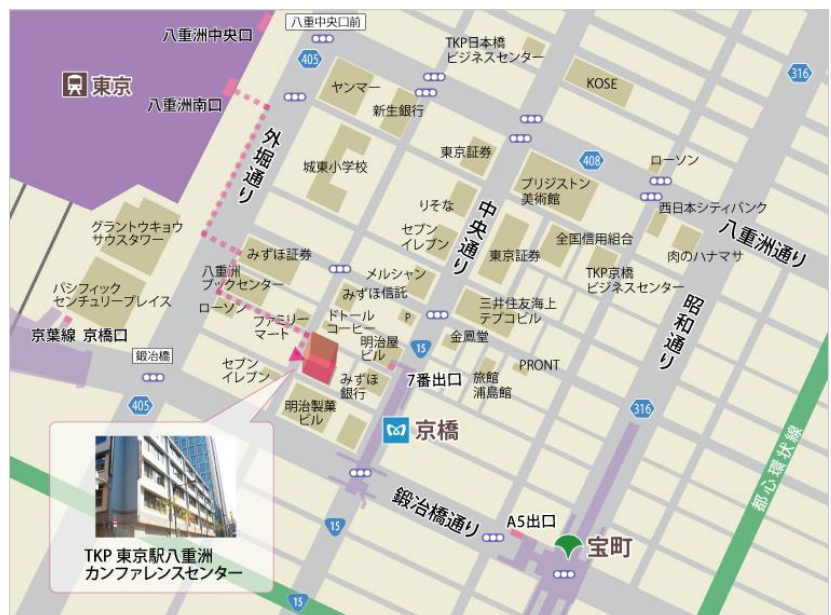 八重洲中央口
八重中央口前
405
TKP日本橋
ビジネスセンター
316
東京
八重洲南口
ヤンマー
新生銀行
KOSE
外堀通り
城東小学校
東京証券
408
ローソン
ブリジストン
美術館
りそな
中央通り
西日本シティバンク
グラントウキョウ
サウスタワー
セブン
イレブン
東京証券
全国信用組合
八重洲通り
肉のハナマサ
みずほ証券
八重洲
ブックセンター
メルシャン
みずほ信託
TKP京橋
ビジネスセンター
パシフィック
センチュリープレイス
ローソン
ファミリー
マート
ドトール
コーヒー
P
三井住友海上
テプコビル
昭和通り
京葉線 京橋口
明治屋
ビル
金鳳堂
15
鍛冶橋
セブン
イレブン
みずほ
銀行
7番出口
旅館
浦島館
PRONT
405
明治製菓
ビル
316
京橋
都心環状線
鍛冶橋通り
A5出口
15
宝町
TKP 東京駅八重洲
カンファレンスセンター
15